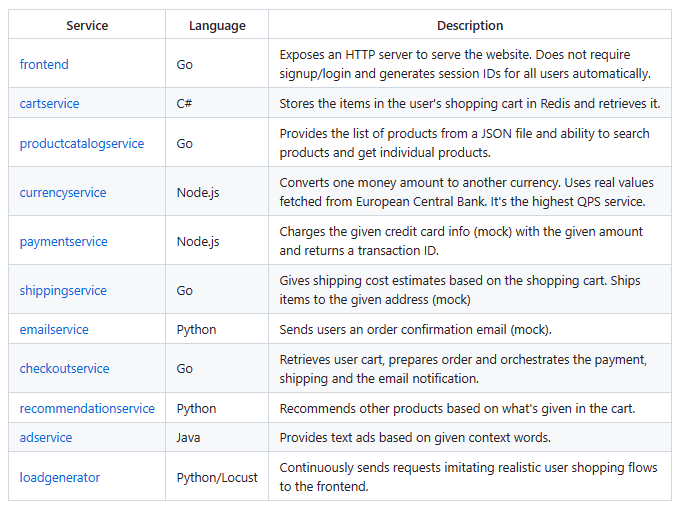 Service Language Description
frontend Go Exposes an HTTP server to serve the website. Does not require
signup/login and generates session IDs for all users automatically.
cartservice C# Stores the items in the user's shopping cart in Redis and retrieves it.
productcatalogservice Go Provides the list of products from a JSON file and ability to search
products and get individual products.
currencyservice Node.js Converts one money amount to another currency. Uses real values
fetched from European Central Bank. It's the highest QPS service.
paymentservice Node.js Charges the given credit card info (mock) with the given amount
and returns a transaction ID.
shippingservice Go Gives shipping cost estimates based on the shopping cart. Ships
items to the given address (mock)
emailservice Python Sends users an order confirmation email (mock).
checkoutservice Go Retrieves user cart, prepares order and orchestrates the payment,
shipping and the email notification.
recommendationservice Python Recommends other products based on what's given in the cart.
adservice Java Provides text ads based on given context words.
loadgenerator Python/Locust Continuously sends requests imitating realistic user shopping flows
to the frontend.